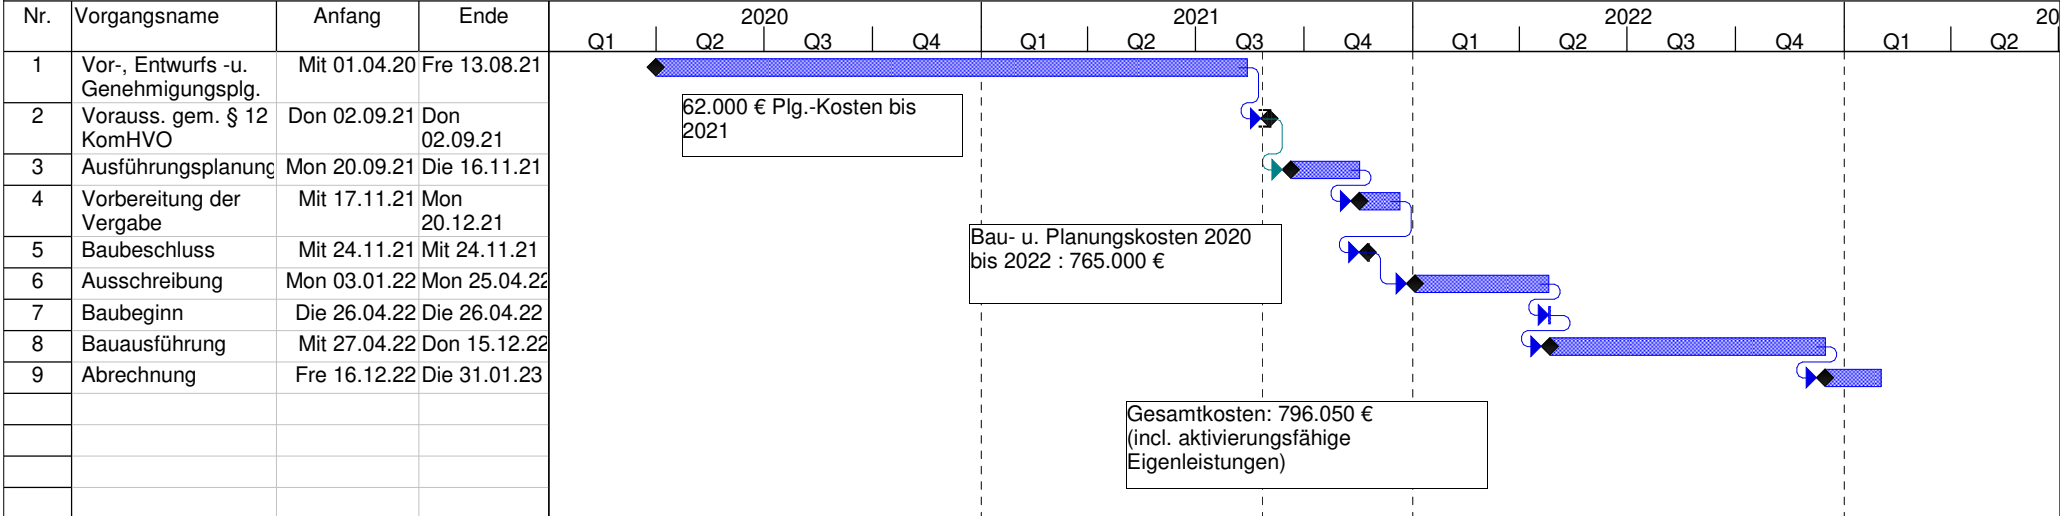 Nr. Vorgangsname Anfang Ende 2020 2021 2022 20
Q1 Q2 Q3 Q4 Q1 Q2 Q3 Q4 Q1 Q2 Q3 Q4 Q1 Q2
1 Vor-, Entwurfs -u. Mit 01.04.20 Fre 13.08.21
Genehmigungsplg.
62.000 € Plg.-Kosten bis
2021
2 Vorauss. gem. § 12 Don 02.09.21 Don
KomHVO 02.09.21
3 Ausführungsplanung Mon 20.09.21 Die 16.11.21
4 Vorbereitung der Mit 17.11.21 Mon
Vergabe 20.12.21
Bau- u. Planungskosten 2020
bis 2022 : 765.000 €
5 Baubeschluss Mit 24.11.21 Mit 24.11.21
6 Ausschreibung Mon 03.01.22 Mon 25.04.22
7 Baubeginn Die 26.04.22 Die 26.04.22
8 Bauausführung Mit 27.04.22 Don 15.12.22
9 Abrechnung Fre 16.12.22 Die 31.01.23
Gesamtkosten: 796.050 €
(incl. aktivierungsfähige
Eigenleistungen)